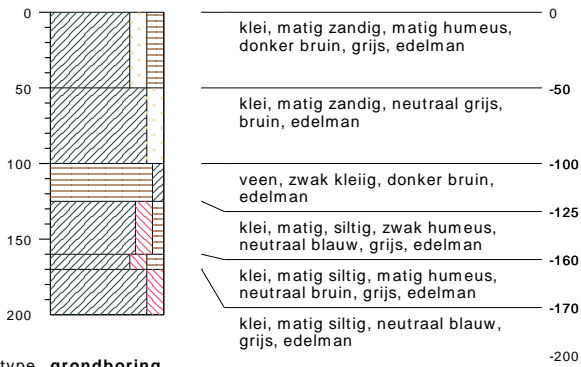 0
0
klei, matig zandig, matig humeus,
donker bruin, grijs, edelman
50
-50
klei, matig zandig, neutraal grijs,
bruin, edelman
100
-100
veen, zwak kleiig, donker bruin,
edelman
-125
klei, matig, siltig, zwak humeus,
neutraal blauw, grijs, edelman
150
-160
klei, matig siltig, matig humeus,
neutraal bruin, grijs, edelman
-170
200
klei, matig siltig, neutraal blauw,
grijs, edelman
-200
type grondboring